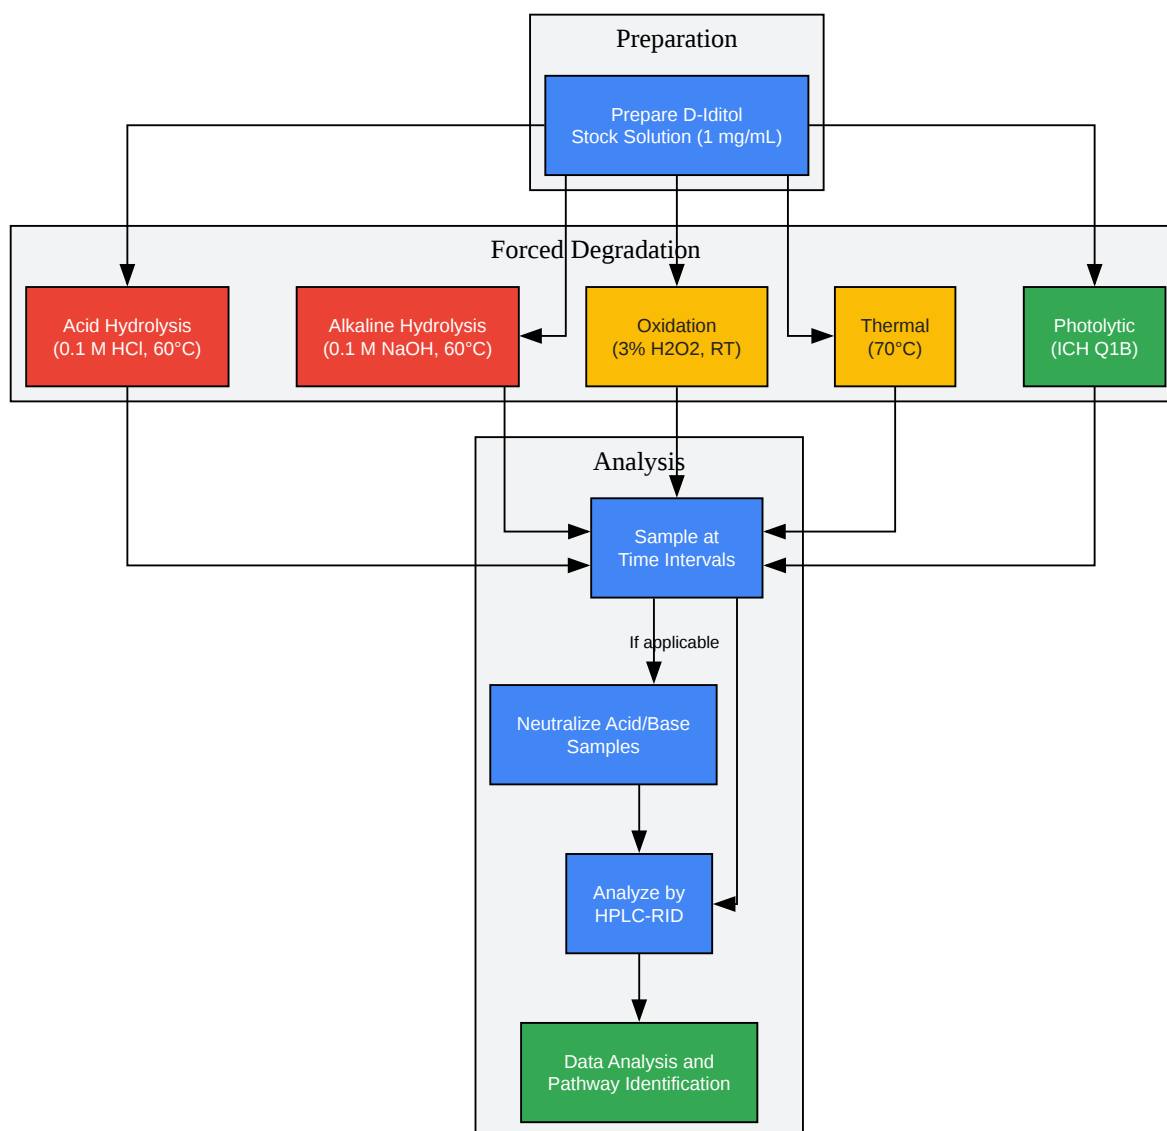 Preparation
Prepare D-Iditol
Stock Solution (1 mg/mL)
Forced Degradation
Acid Hydrolysis
(0.1 M HCl, 60°C)
Alkaline Hydrolysis
(0.1 M NaOH, 60°C)
Oxidation
(3% H2O2, RT)
Thermal
(70°C)
Photolytic
(ICH Q1B)
Analysis
Sample at
Time Intervals
If applicable
Neutralize Acid/Base
Samples
Analyze by
HPLC-RID
Data Analysis and
Pathway Identification